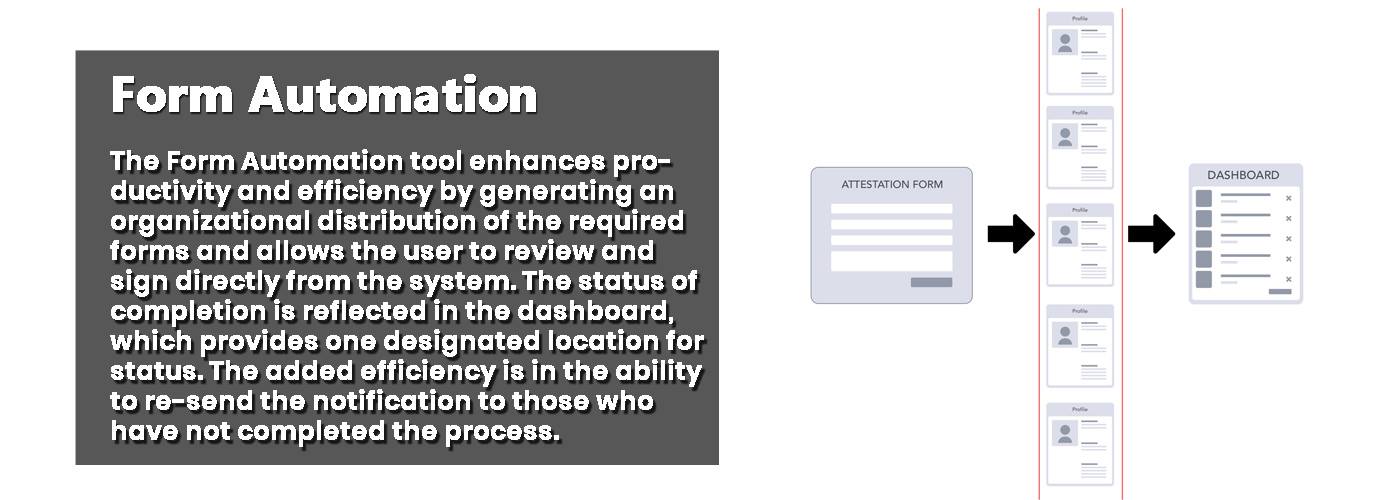 Form Automation
The Form Automation tool enhances pro-
ductivity and efficiency by generating an
organizational distribution of the required
forms and allows the user to review and
sign directly from the system. The status of
completion is reflected in the dashboard,
which provides one designated location for
status. The added efficiency is in the ability
to re-send the notification to those who
have not completed the process.
ATTESTATION FORM
Profile
Profile
Profile
Profile
Profile
DASHBOARD